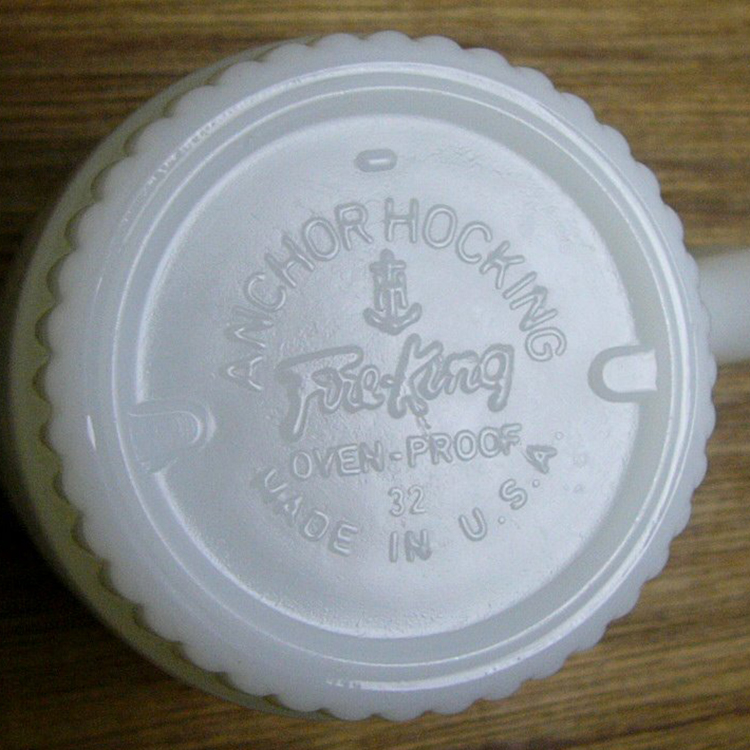 ANCHOR HOCKING
Fire-King
OVEN-PROOF
32
MADE IN U.S.A.